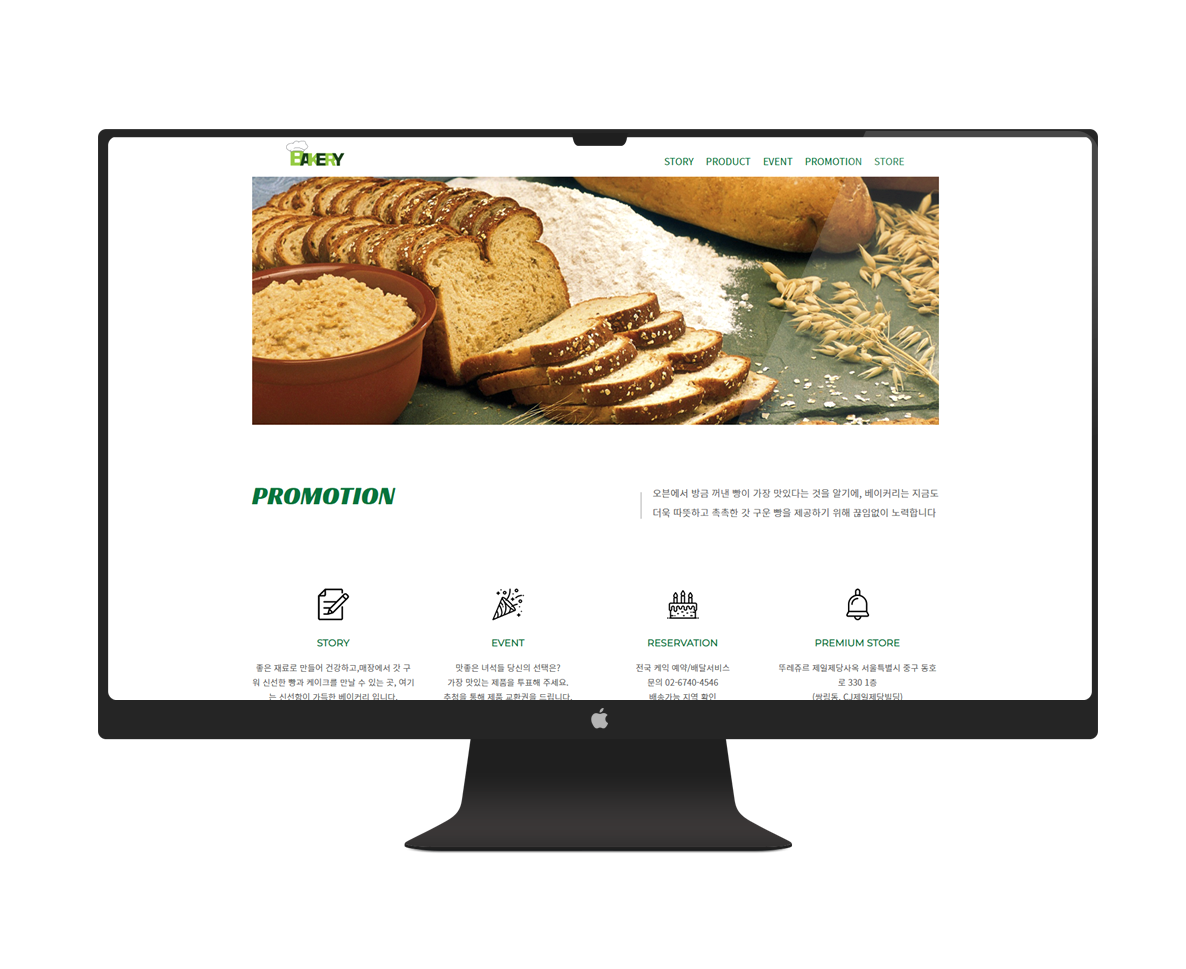 BAKERY
STORY PRODUCT EVENT PROMOTION STORE
PROMOTION
오븐에서 방금 꺼낸 빵이 가장 맛있다는 것을 알기에, 베이커리는 지금도
더욱 따뜻하고 촉촉한 갓 구운 빵을 제공하기 위해 끊임없이 노력합니다
STORY
좋은 재료로 만들어 건강하고,매장에서 갓 구
워 신선한 빵과 케이크를 만날 수 있는 곳, 여기
는 신선함이 가득한 베이커리 입니다.
EVENT
맛좋은 녀석들 당신의 선택은?
가장 맛있는 제품을 투표해 주세요.
추첨을 통해 제품 교환권을 드립니다.
RESERVATION
전국 케익 예약/배달서비스
문의 02-6740-4546
배송가능 지역 확인
PREMIUM STORE
뚜레쥬르 제일제당사옥 서울특별시 중구 동호
로 330 1층
(쌍림동, CJ제일제당빌딩)